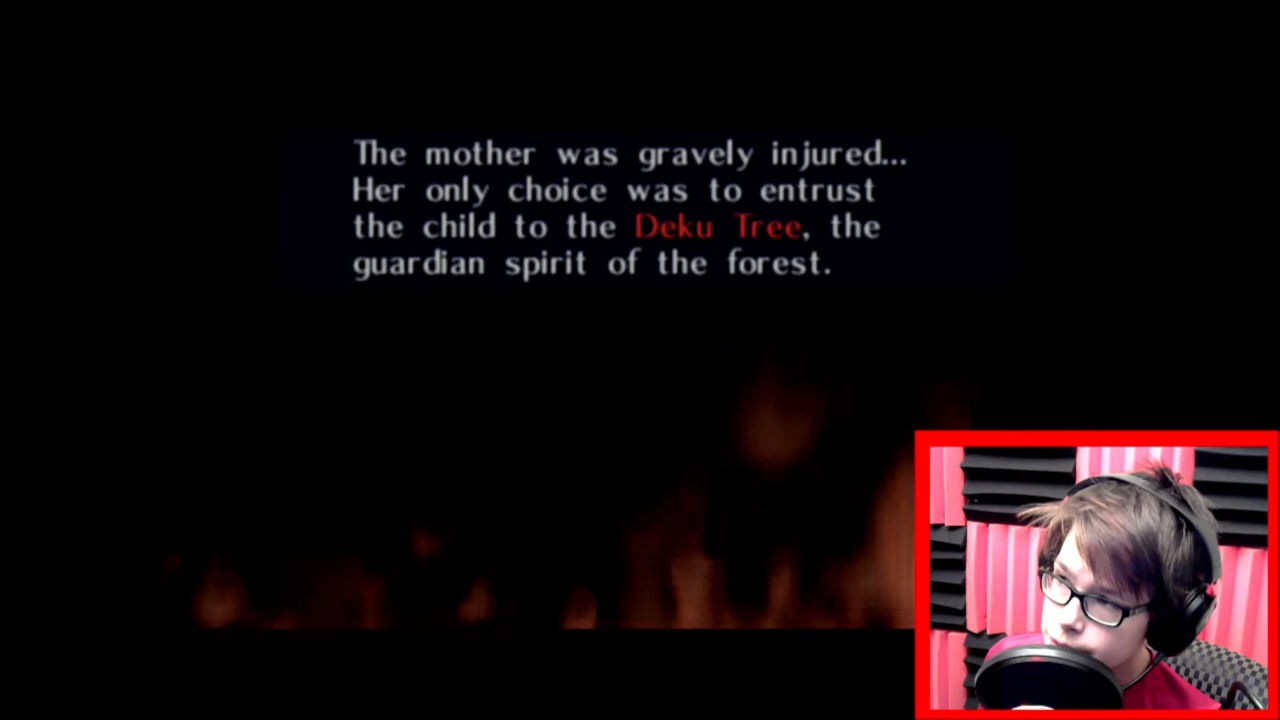 The mother was gravely injured...
Her only choice was to entrust
the child to the Deku Tree, the
guardian spirit of the forest.